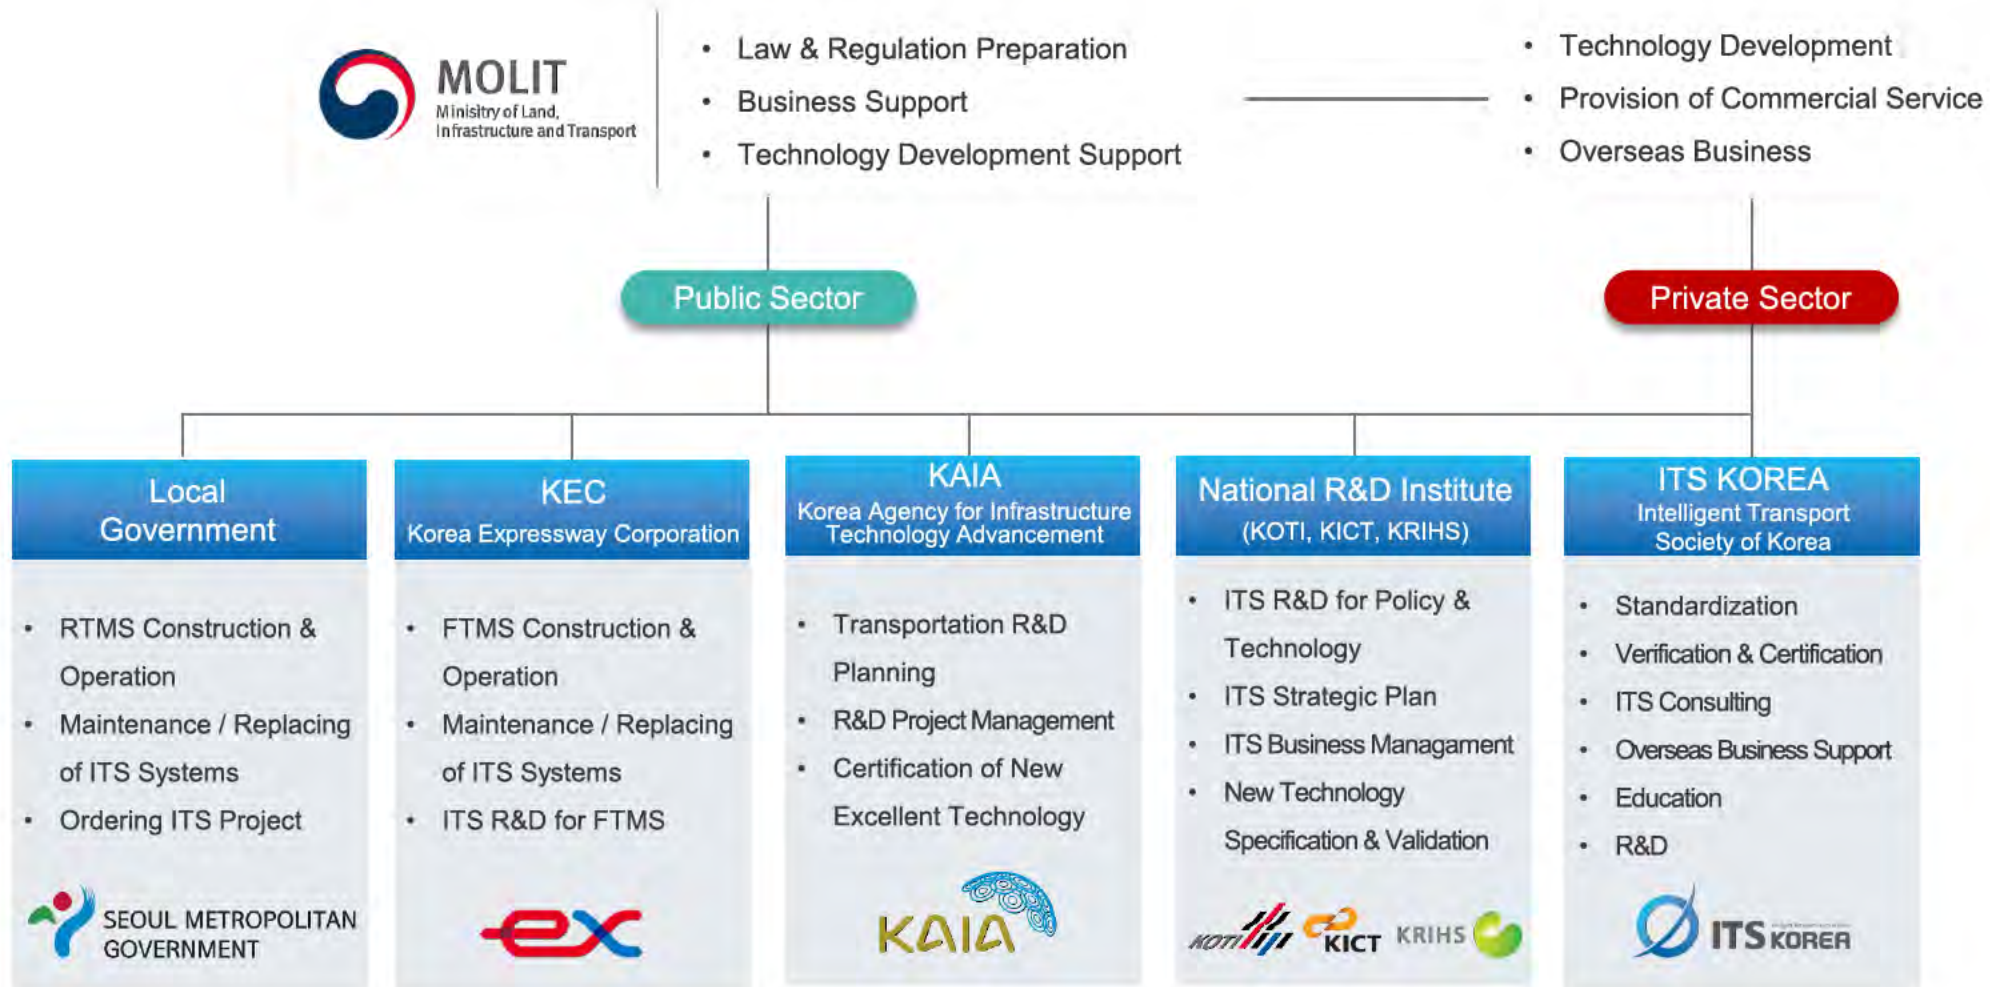 MOLIT
Minisitry of Land,
Infrastructure and Transport
• Law & Regulation Preparation
• Business Support
• Technology Development Support
• Technology Development
• Provision of Commercial Service
• Overseas Business
Public Sector
Private Sector
Local
Government
• RTMS Construction &
Operation
• Maintenance / Replacing
of ITS Systems
• Ordering ITS Project
SEOUL METROPOLITAN
GOVERNMENT
KEC
Korea Expressway Corporation
• FTMS Construction &
Operation
• Maintenance / Replacing
of ITS Systems
• ITS R&D for FTMS
ex
KAIA
Korea Agency for Infrastructure
Technology Advancement
• Transportation R&D
Planning
• R&D Project Management
• Certification of New
Excellent Technology
KAIA
National R&D Institute
(KOTI, KICT, KRIHS)
• ITS R&D for Policy &
Technology
• ITS Strategic Plan
• ITS Business Managament
• New Technology
Specification & Validation
KOTI
KICT
KRIHS
ITS KOREA
Intelligent Transport
Society of Korea
• Standardization
• Verification & Certification
• ITS Consulting
• Overseas Business Support
• Education
• R&D
ITS KOREA